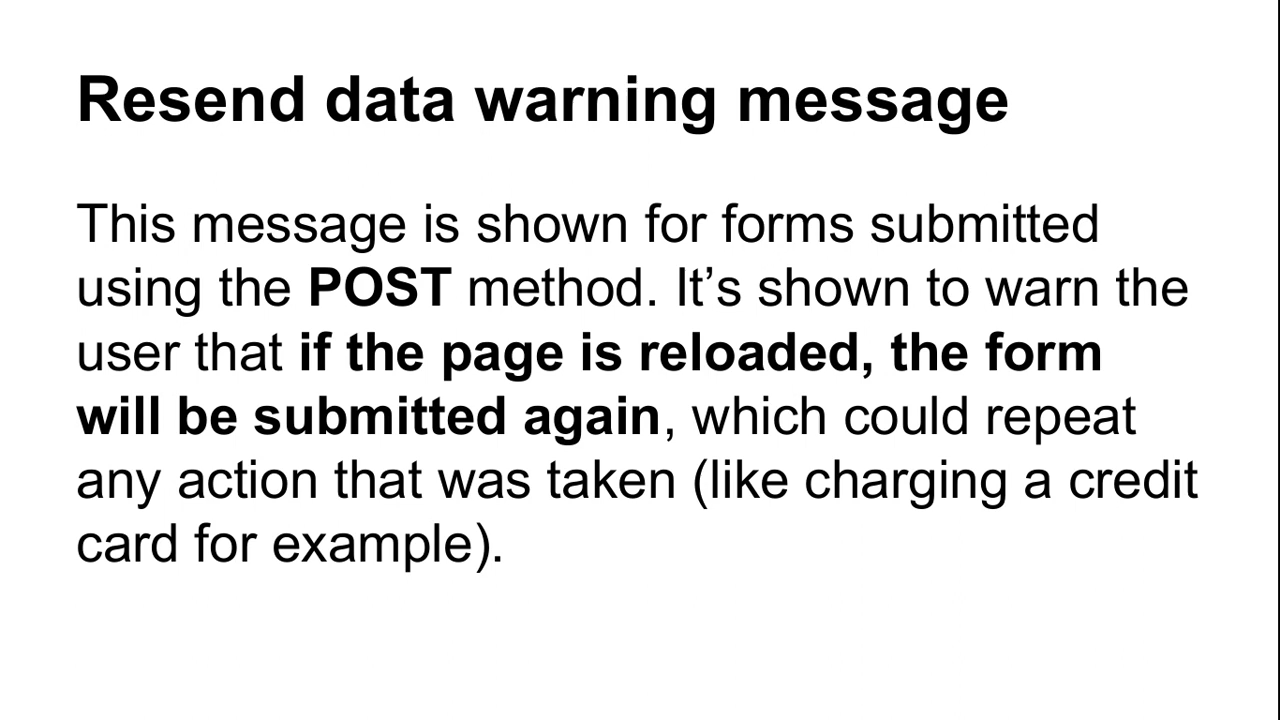 Resend data warning message
This message is shown for forms submitted
using the POST method. It’s shown to warn the
user that if the page is reloaded, the form
will be submitted again, which could repeat
any action that was taken (like charging a credit
card for example).